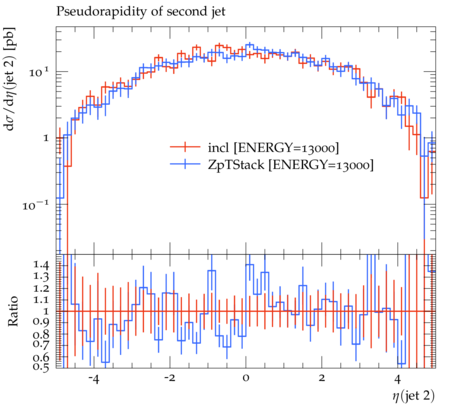 Pseudorapidity of second jet
dσ/dη(jet 2) [pb]
10¹
1
10⁻¹
incl [ENERGY=13000]
ZpTStack [ENERGY=13000]
Ratio
1.4
1.3
1.2
1.1
1
0.9
0.8
0.7
0.6
0.5
-4 -2 0 2 4
η(jet 2)